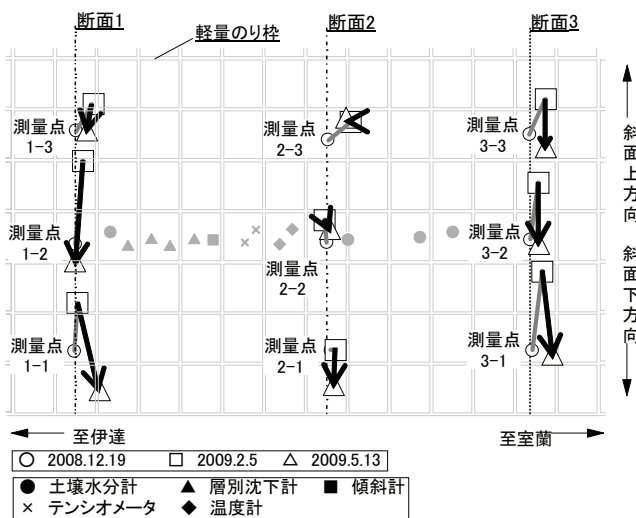 断面1
断面2
断面3
軽量のり枠
測量点
1-3
測量点
2-3
測量点
3-3
斜面上方向
測量点
1-2
測量点
2-2
測量点
3-2
斜面下方向
測量点
1-1
測量点
2-1
測量点
3-1
至伊達
至室蘭
2008.12.19 2009.2.5 2009.5.13
土壌水分計 層別沈下計 傾斜計
テンシオメータ 温度計